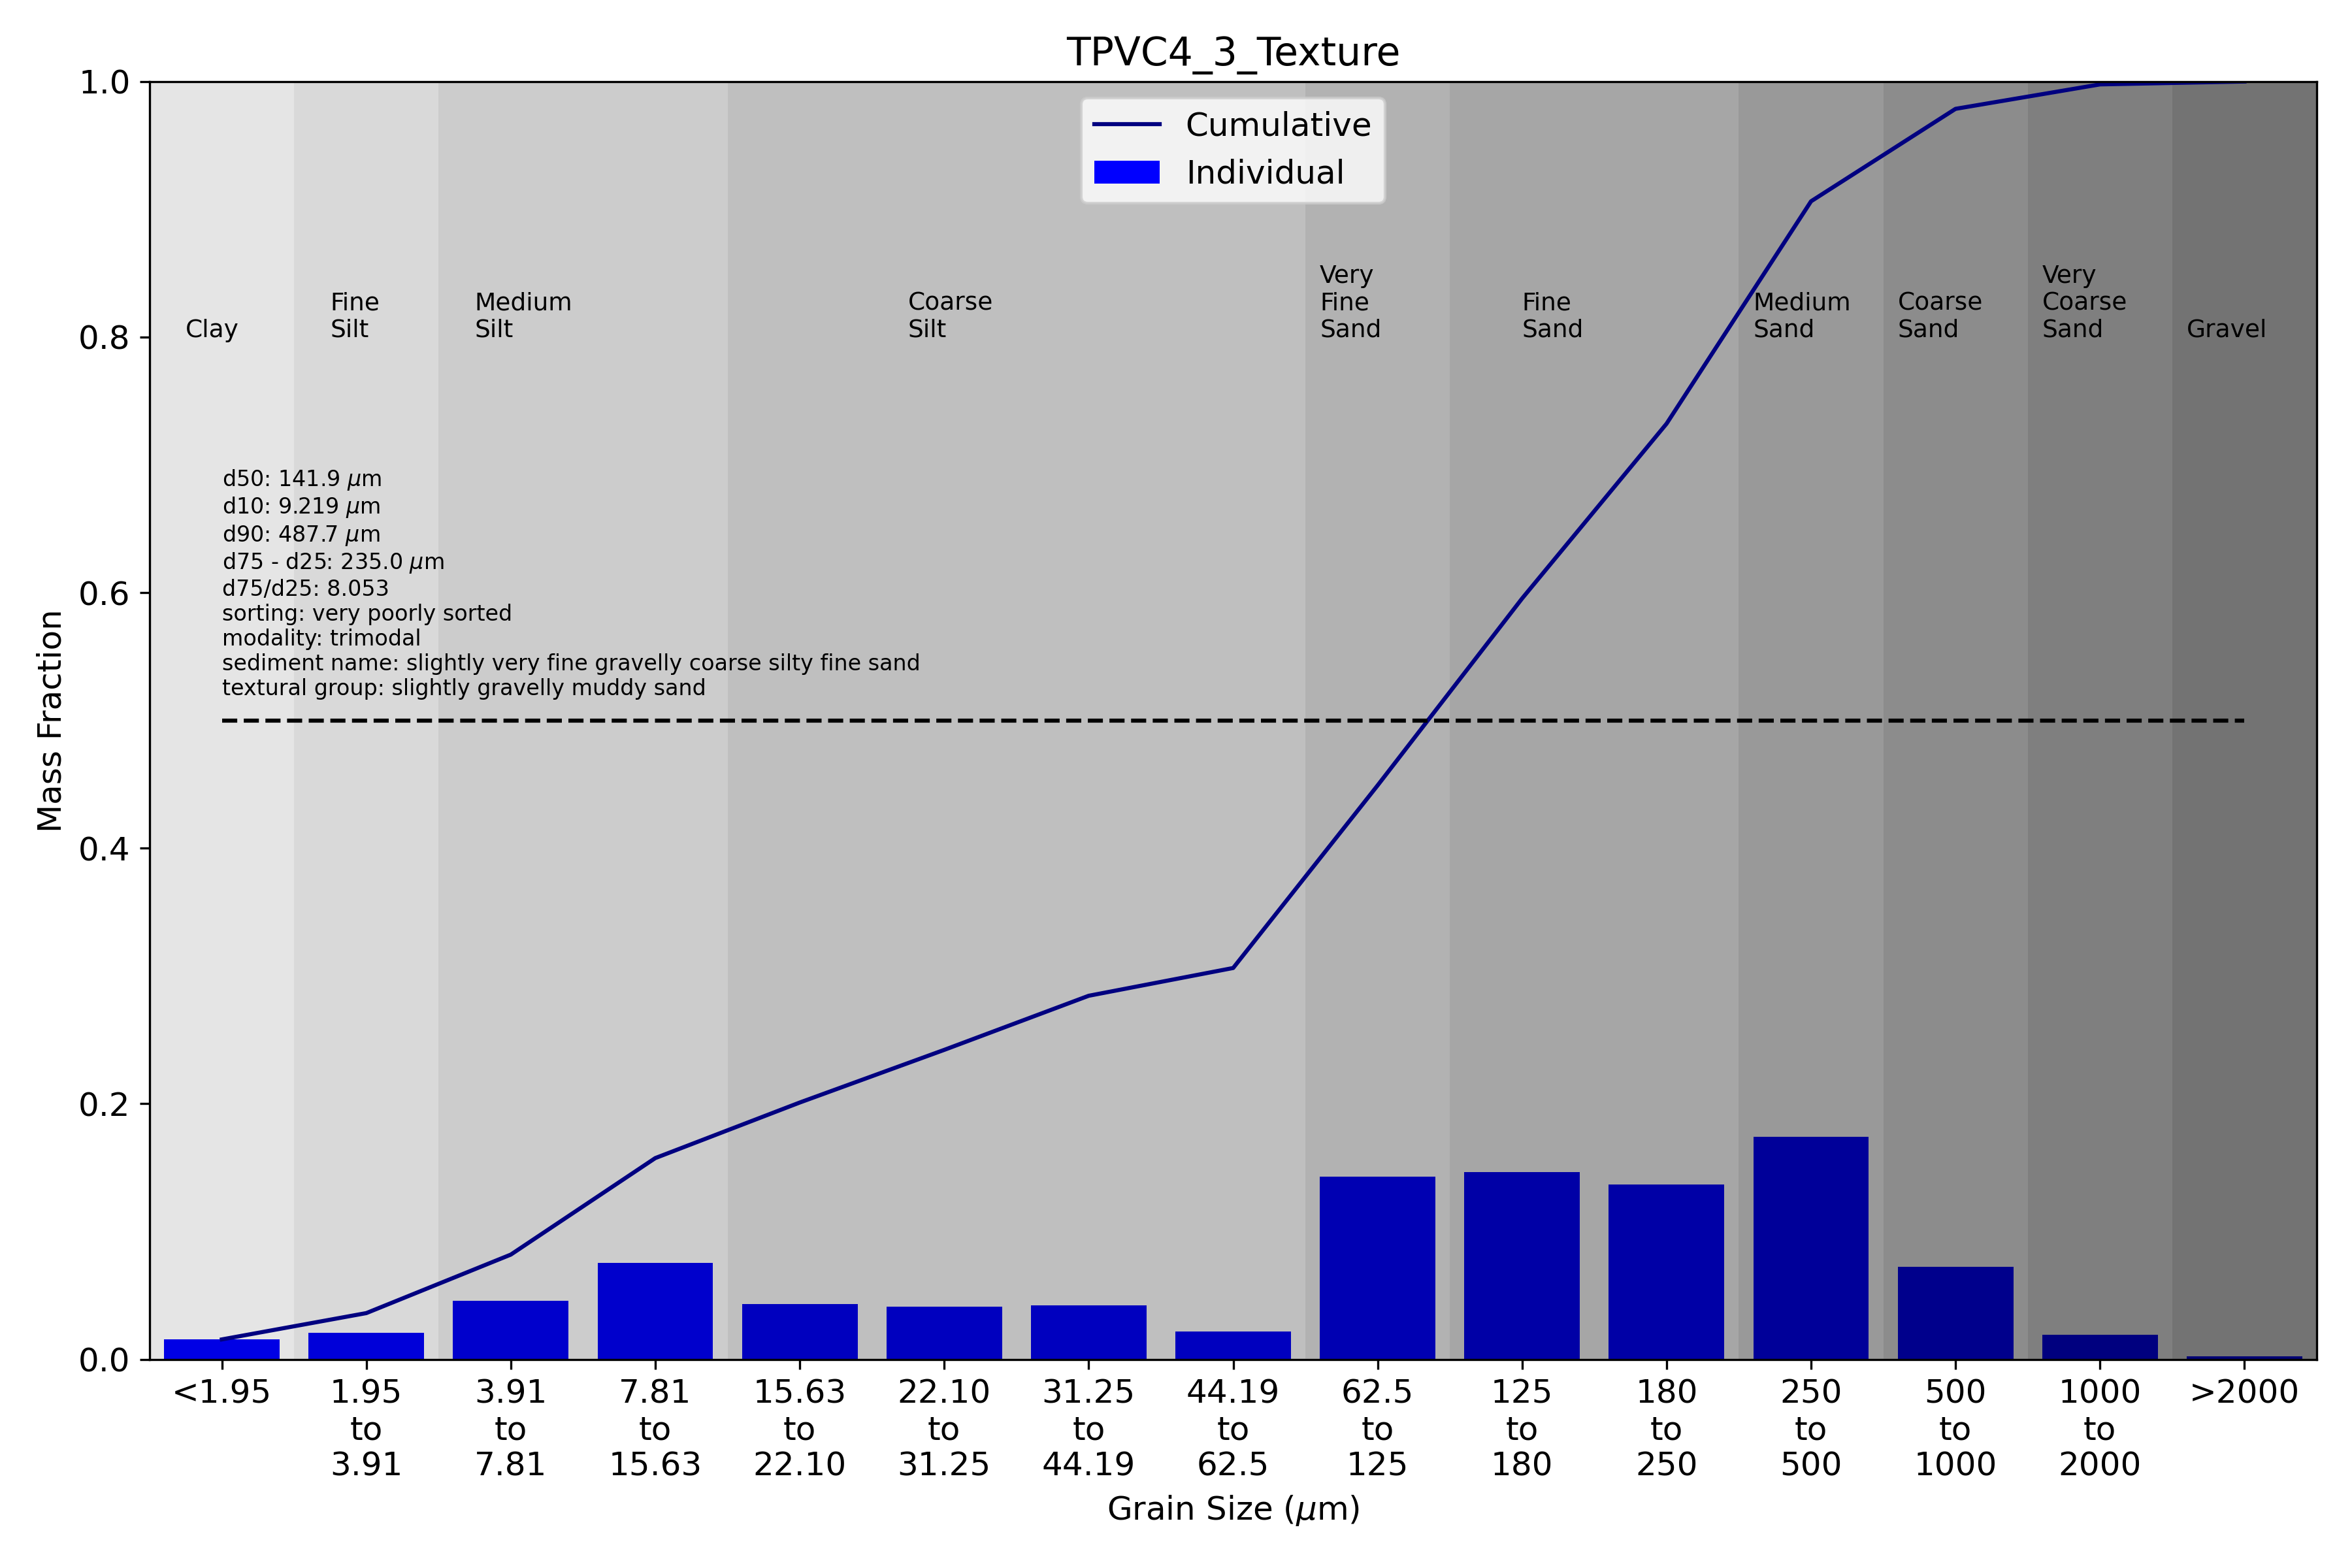 TPVC4_3_Texture
1.0
0.8
0.6
0.4
0.2
0.0
Mass Fraction
Cumulative
Individual
Clay
Fine
Silt
Medium
Silt
Coarse
Silt
Very
Fine
Sand
Fine
Sand
Medium
Sand
Coarse
Sand
Very
Coarse
Sand
Gravel
d50: 141.9 μm
d10: 9.219 μm
d90: 487.7 μm
d75 - d25: 235.0 μm
d75/d25: 8.053
sorting: very poorly sorted
modality: trimodal
sediment name: slightly very fine gravelly coarse silty fine sand
textural group: slightly gravelly muddy sand
<1.95
1.95
to
3.91
3.91
to
7.81
7.81
to
15.63
15.63
to
22.10
22.10
to
31.25
31.25
to
44.19
44.19
to
62.5
62.5
to
125
125
to
180
180
to
250
250
to
500
500
to
1000
1000
to
2000
>2000
Grain Size (μm)